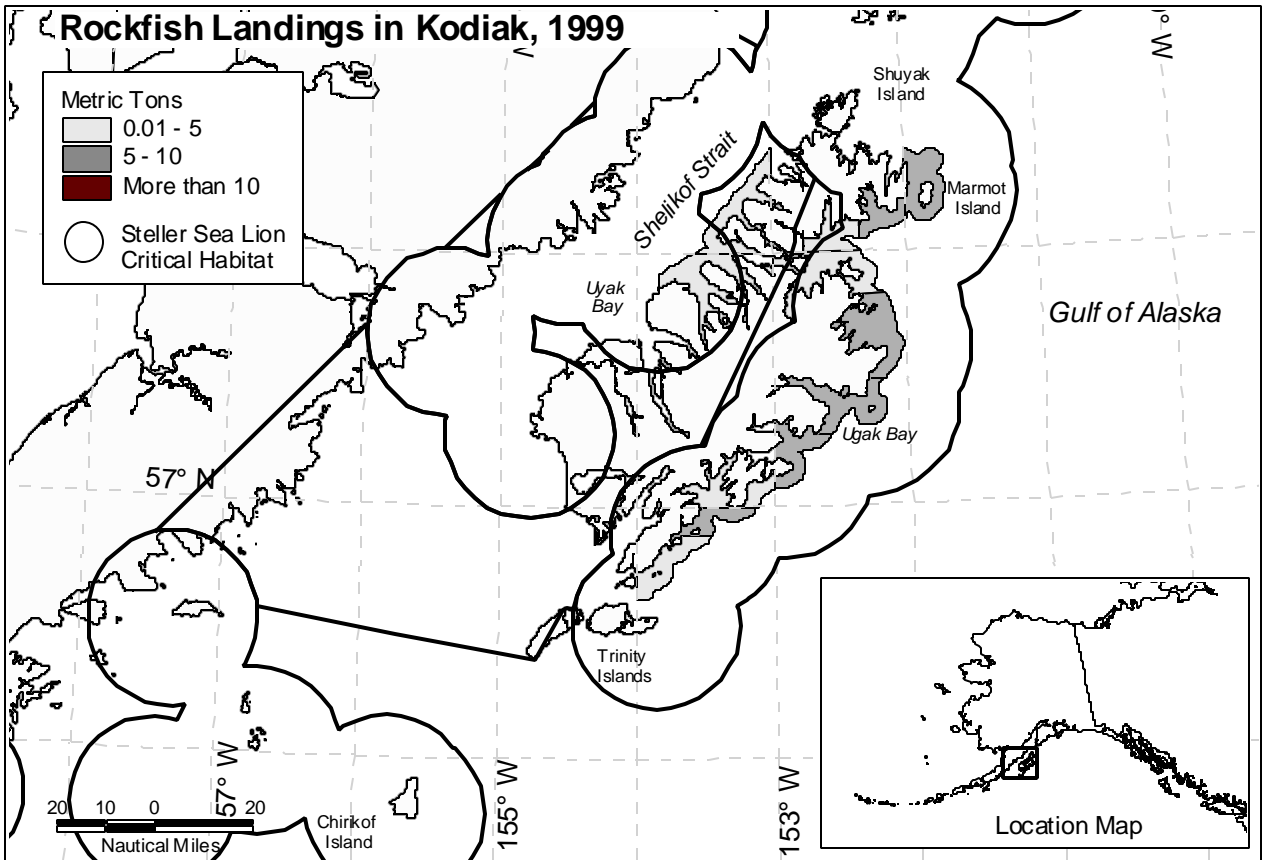 Rockfish Landings in Kodiak, 1999
° W
Metric Tons
0.01 - 5
5 - 10
More than 10
Steller Sea Lion
Critical Habitat
Shuyak
Island
Shelikof Strait
Marmot
Island
Uyak
Bay
Gulf of Alaska
Ugak Bay
57° N
Trinity
Islands
57° W
155° W
153° W
20 10 0 20
Nautical Miles
Chirikof
Island
Location Map